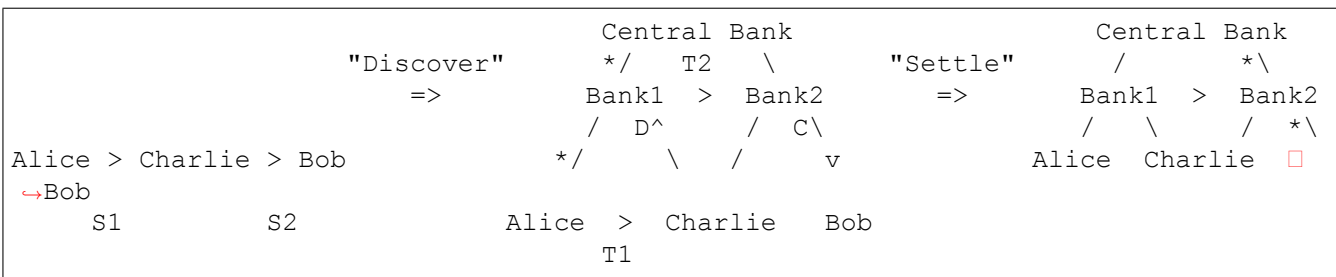 Central Bank Central Bank
"Discover" */ T2 \ "Settle" / *\
=> Bank1 > Bank2 => Bank1 > Bank2
/ D^ / C\ / \ / *\
Alice > Charlie > Bob */ \ / v Alice Charlie □
↪Bob
S1 S2 Alice > Charlie Bob
T1